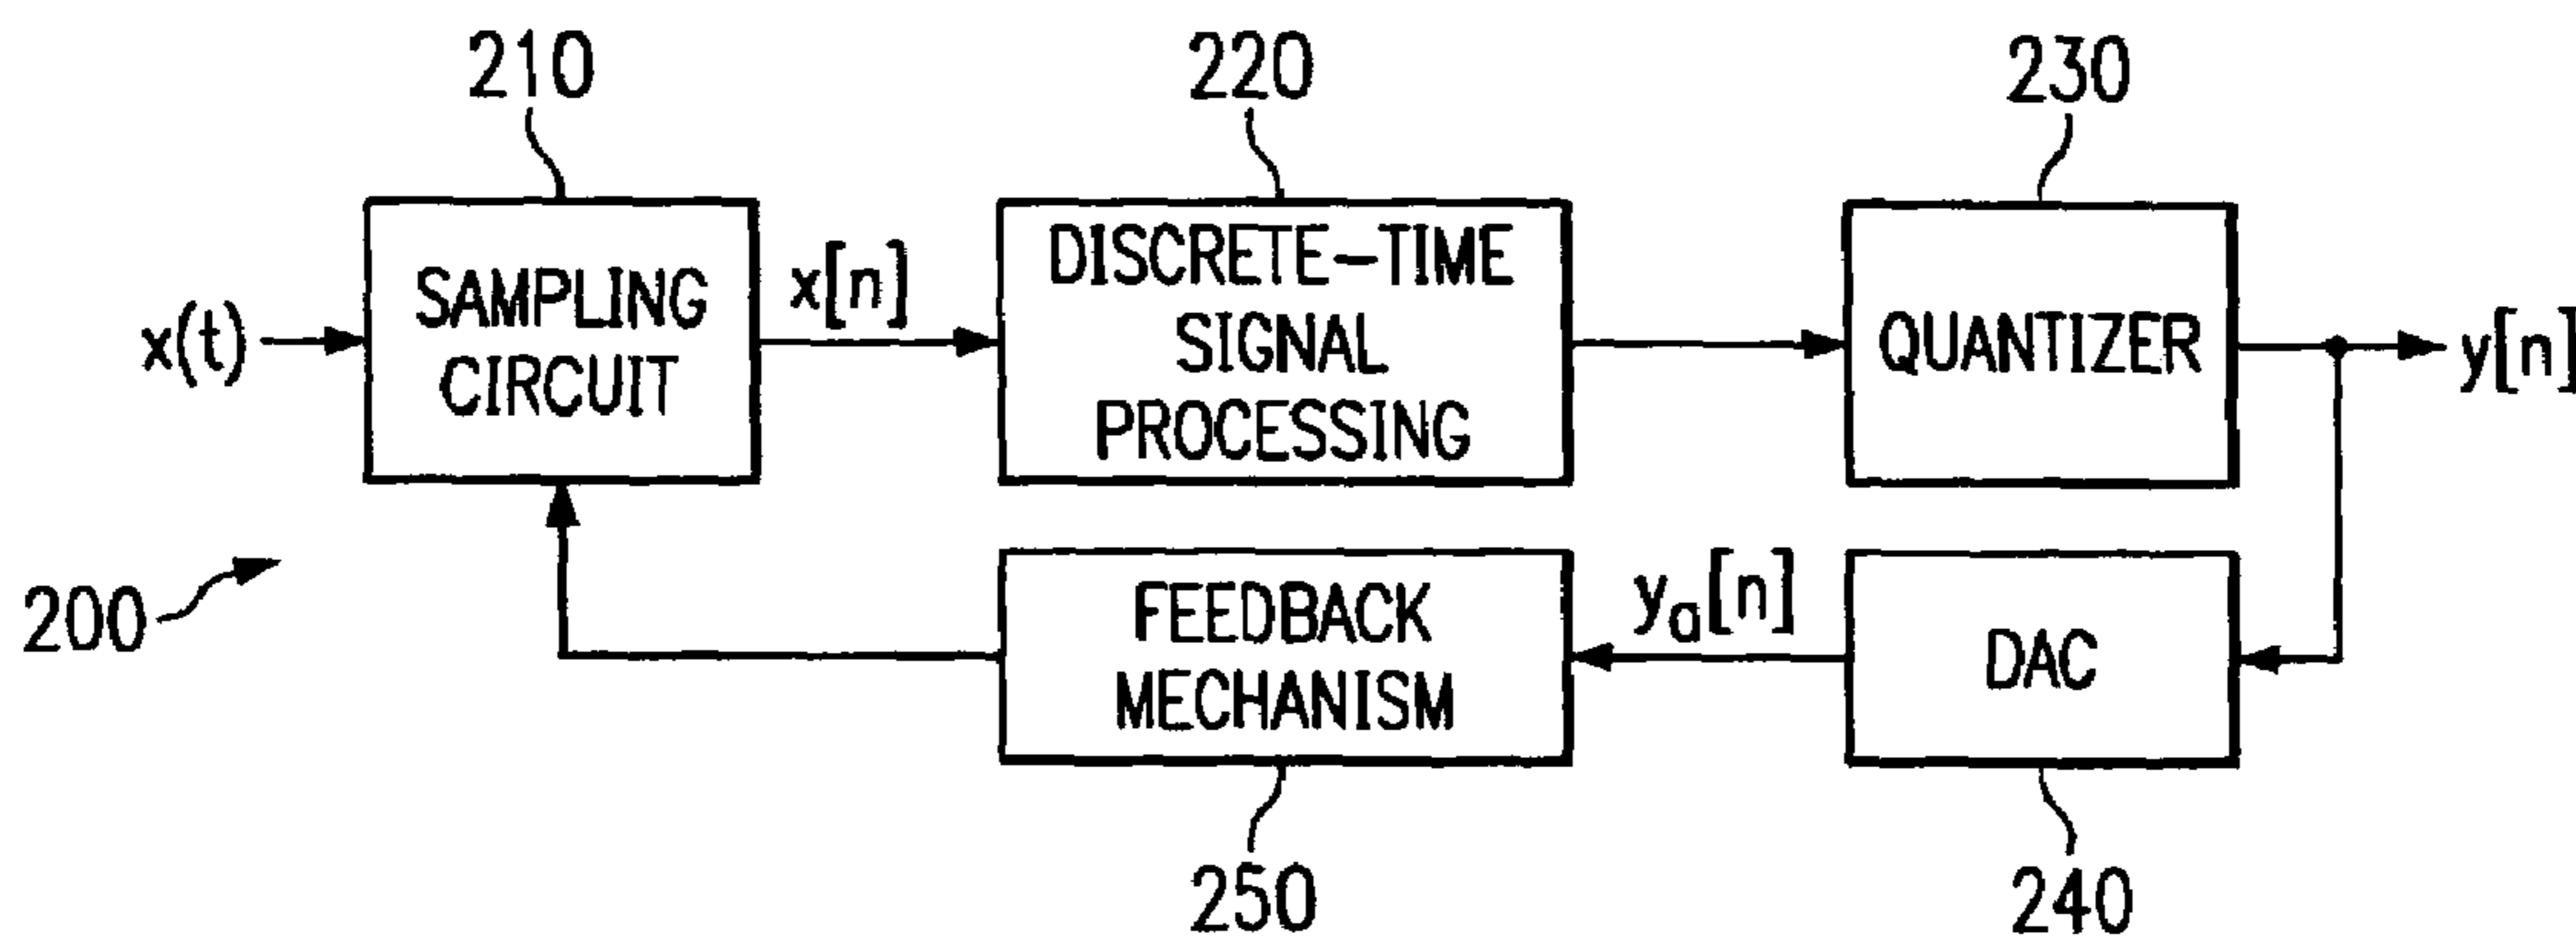 210
220
230
x(t)
SAMPLING
CIRCUIT
x[n]
DISCRETE-TIME
SIGNAL
PROCESSING
QUANTIZER
y[n]
200
FEEDBACK
MECHANISM
ya[n]
DAC
250
240